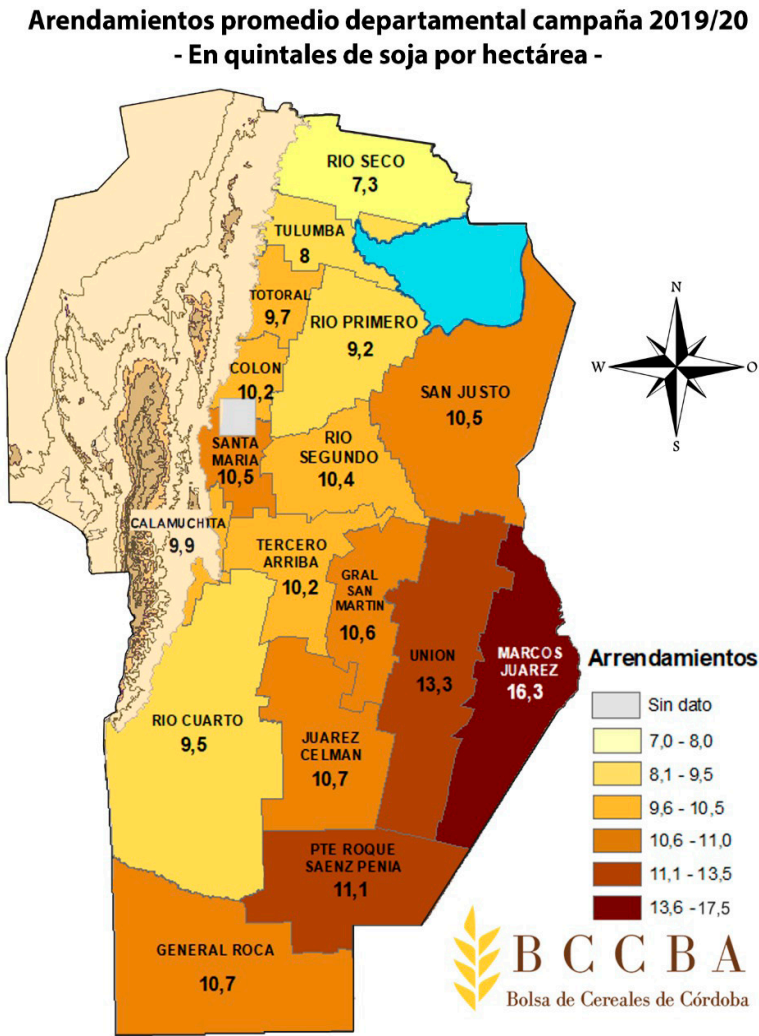 Arendamientos promedio departamental campaña 2019/20
- En quintales de soja por hectárea -
RIO SECO
7,3
TULUMBA
8
TOTORAL
9,7
RIO PRIMERO
9,2
COLON
10,2
SAN JUSTO
10,5
SANTA
MARIA
10,5
RIO
SEGUNDO
10,4
CALAMUCHITA
9,9
TERCERO
ARRIBA
10,2
GRAL
SAN
MARTIN
10,6
UNION
13,3
MARCOS
JUAREZ
16,3
RIO CUARTO
9,5
JUAREZ
CELMAN
10,7
PTE ROQUE
SAENZ PENIA
11,1
GENERAL ROCA
10,7
N
W
O
S
Arrendamientos
Sin dato
7,0 - 8,0
8,1 - 9,5
9,6 - 10,5
10,6 - 11,0
11,1 - 13,5
13,6 - 17,5
BCCBA
Bolsa de Cereales de Córdoba